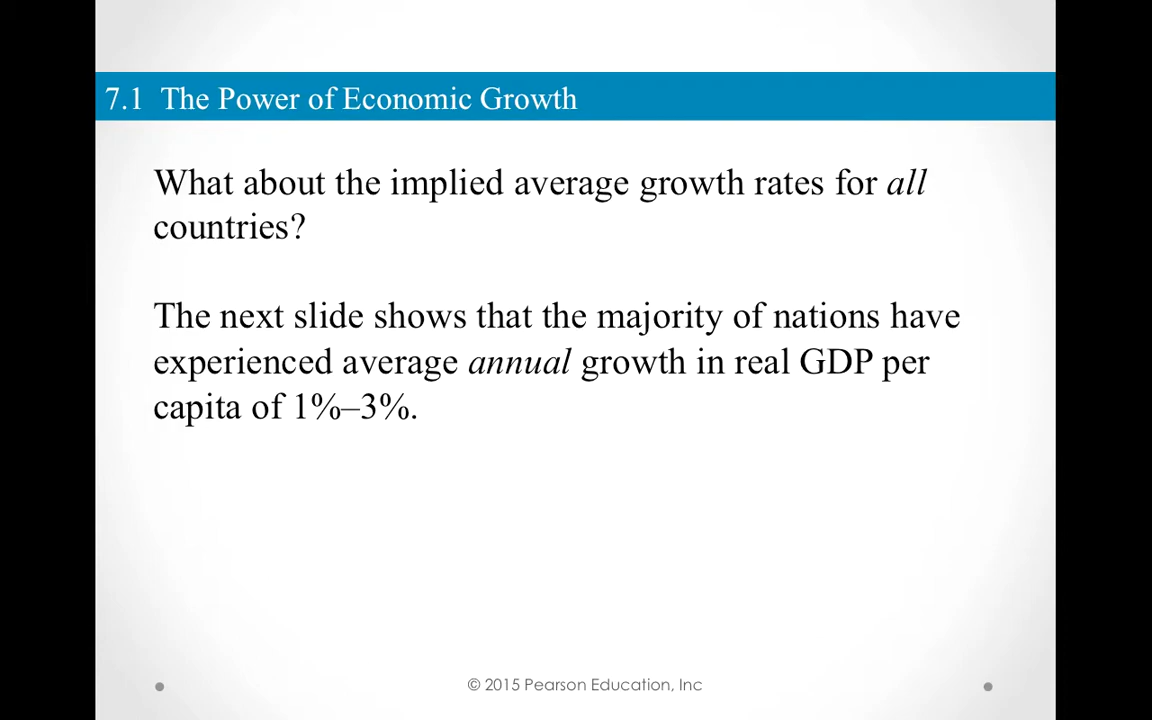 7.1 The Power of Economic Growth
What about the implied average growth rates for all
countries?
The next slide shows that the majority of nations have
experienced average annual growth in real GDP per
capita of 1%–3%.
© 2015 Pearson Education, Inc